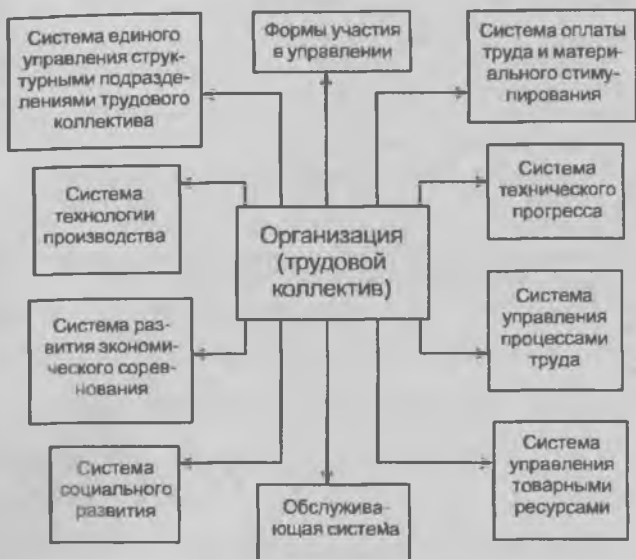 Система единого
управления струк-
турными подразде-
лениями трудового
коллектива
Формы участия
в управлении
Система оплаты
труда и матери-
ального стиму-
лирования
Система
технологии
производства
Организация
(трудовой
коллектив)
Система
технического
прогресса
Система раз-
вития экономи-
ческого сорев-
нования
Система
управления
процессами
труда
Система
социального
развития
Обслужива-
ющая система
Система
управления
товарными
ресурсами